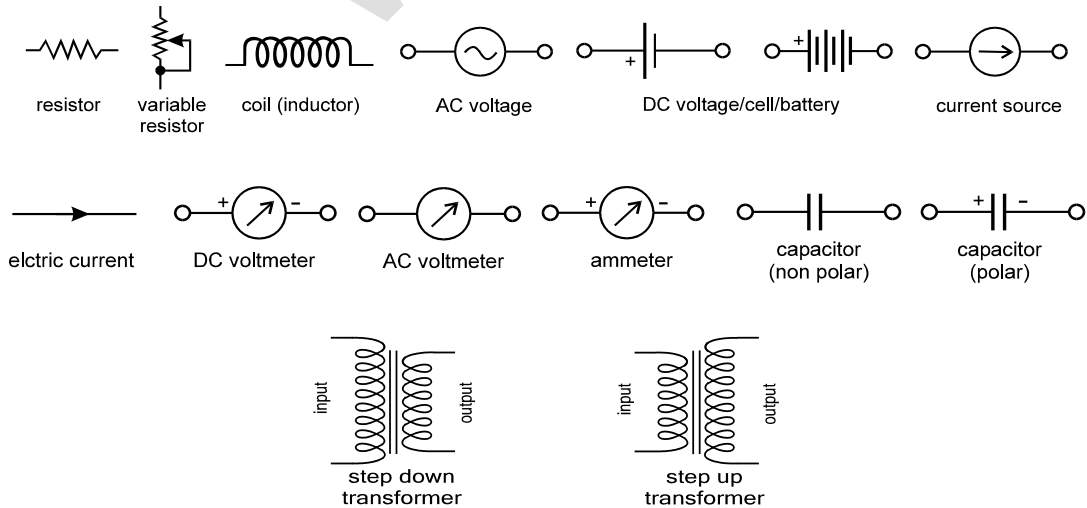 + +
resistor
variable
resistor
coil (inductor)
AC voltage
DC voltage/cell/battery
current source
+ - + - + -
elctric current
DC voltmeter
AC voltmeter
ammeter
capacitor
(non polar)
capacitor
(polar)
input
output
step down
transformer
input
output
step up
transformer